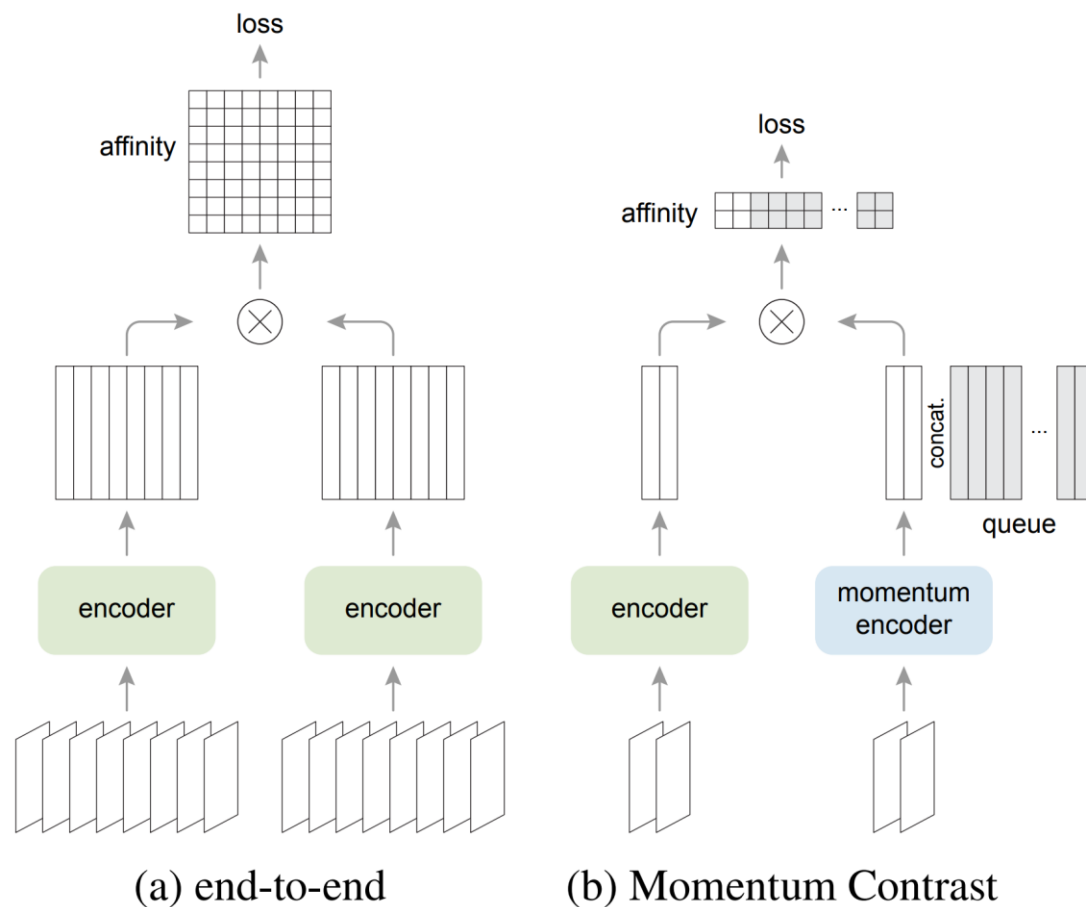 loss
affinity
encoder
encoder
(a) end-to-end
loss
affinity
...
concat.
...
queue
encoder
momentum
encoder
(b) Momentum Contrast